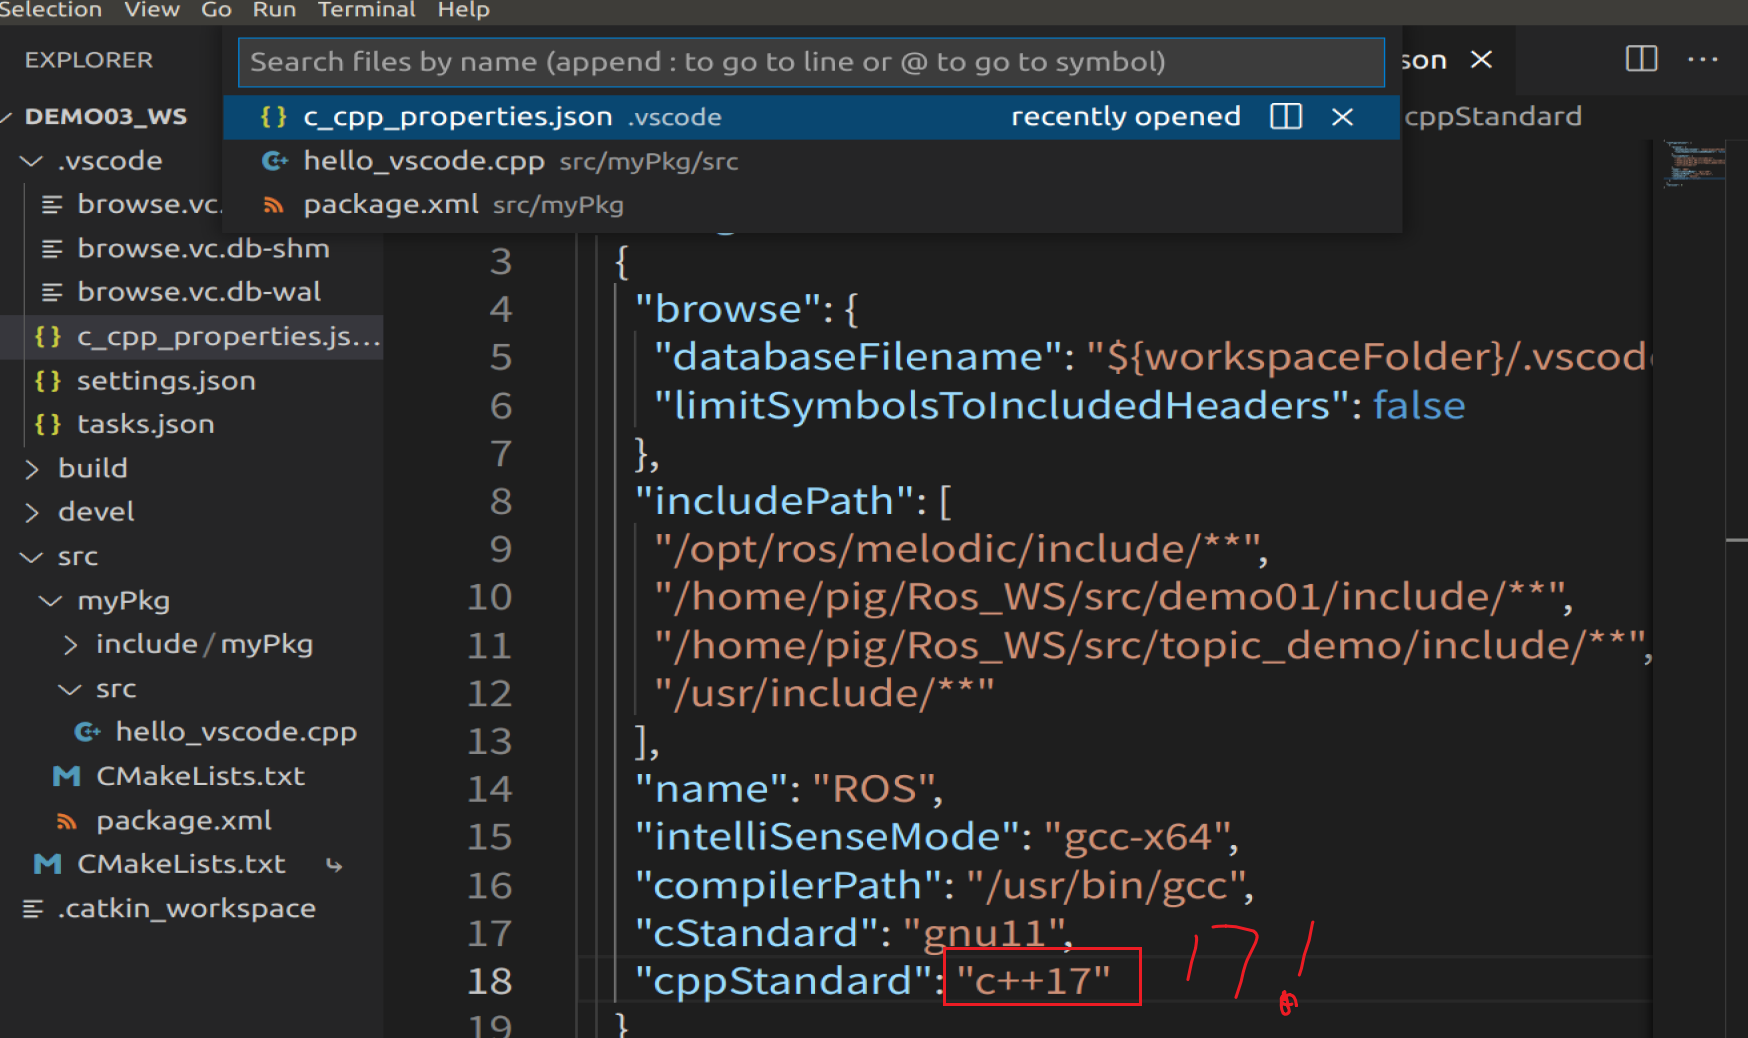 Selection View Go Run Terminal Help
EXPLORER
Search files by name (append : to go to line or @ to go to symbol)
c_cpp_properties.json .vscode recently opened
hello_vscode.cpp src/myPkg/src
package.xml src/myPkg
son
cppStandard
DEMO03_WS
.vscode
browse.vc.
browse.vc.db-shm
browse.vc.db-wal
c_cpp_properties.js...
settings.json
tasks.json
build
devel
src
myPkg
include/myPkg
src
hello_vscode.cpp
CMakeLists.txt
package.xml
CMakeLists.txt
.catkin_workspace
3 {
4 "browse": {
5 "databaseFilename": "${workspaceFolder}/.vscod
6 "limitSymbolsToIncludedHeaders": false
7 },
8 "includePath": [
9 "/opt/ros/melodic/include/**",
10 "/home/pig/Ros_WS/src/demo01/include/**",
11 "/home/pig/Ros_WS/src/topic_demo/include/**",
12 "/usr/include/**"
13 ],
14 "name": "ROS",
15 "intelliSenseMode": "gcc-x64",
16 "compilerPath": "/usr/bin/gcc",
17 "cStandard": "gnu11",
18 "cppStandard": "c++17"
19 }
17!